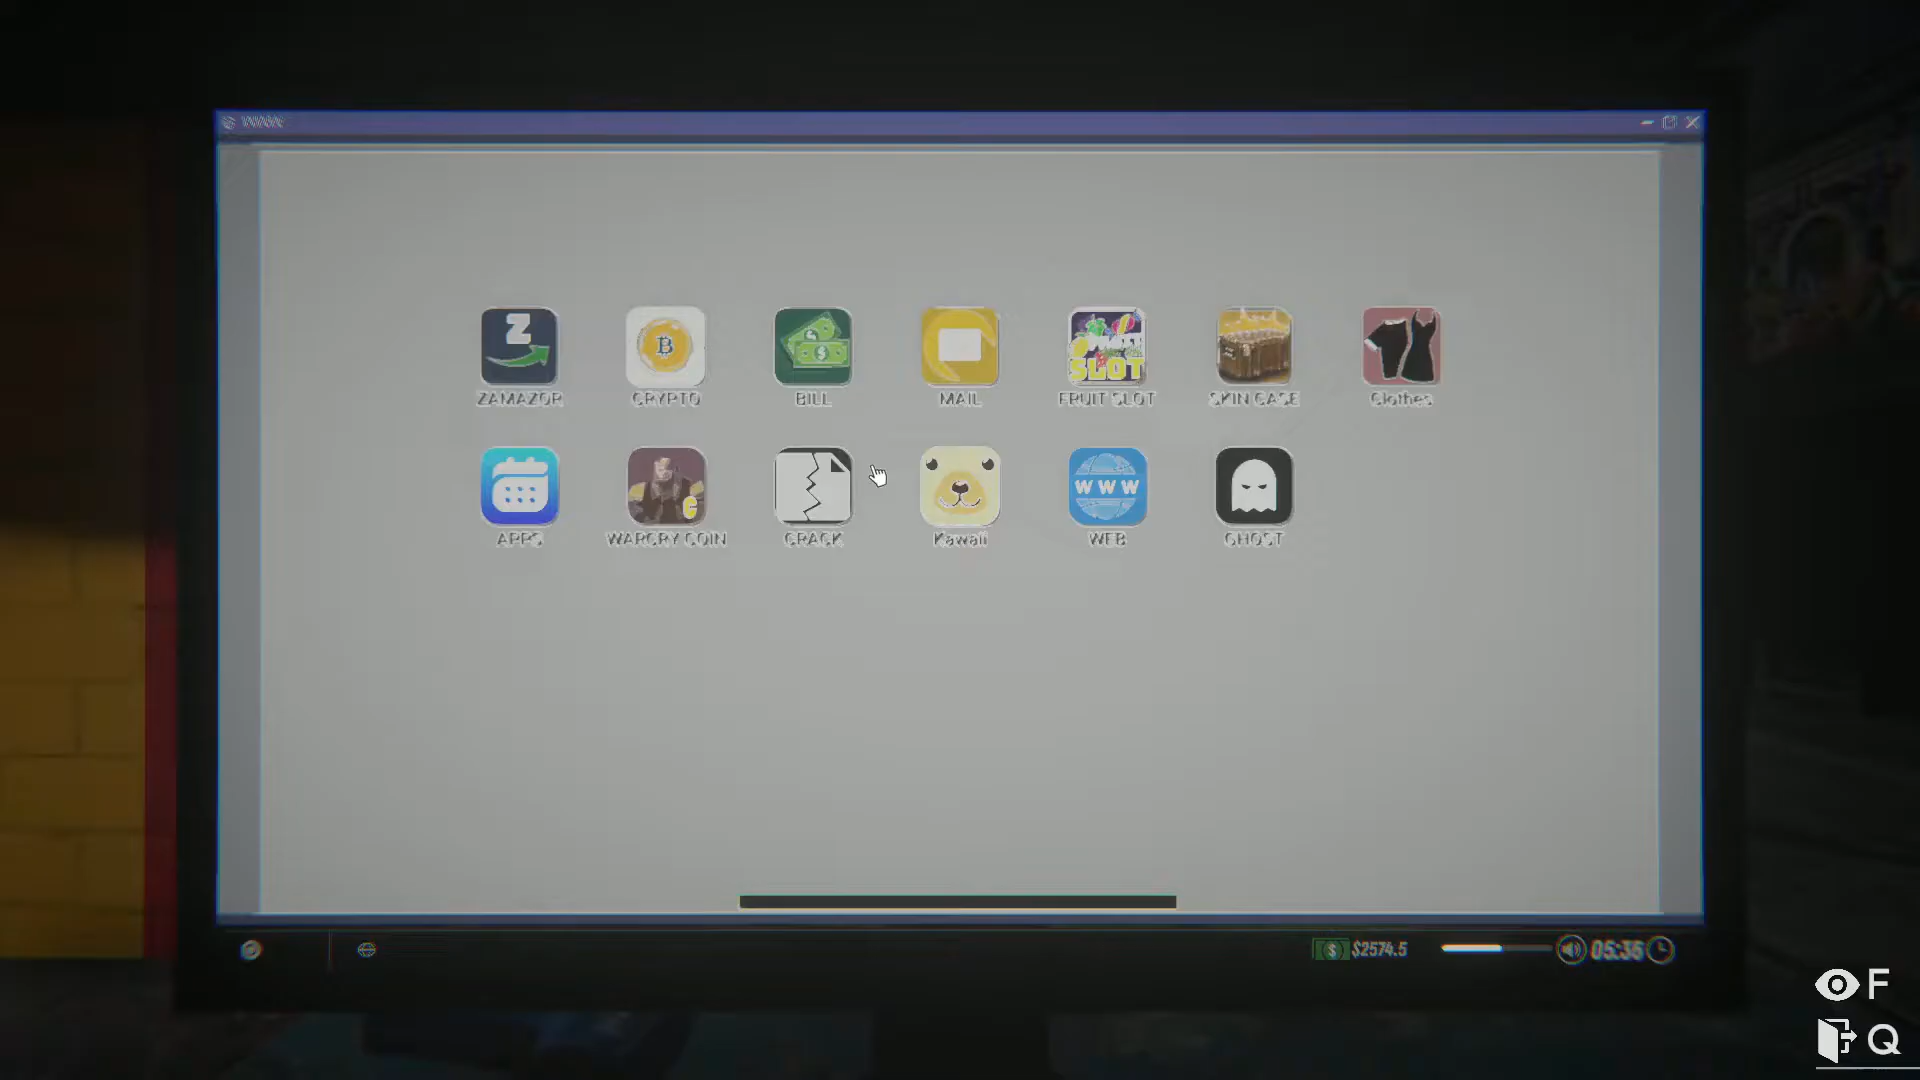 ZAMAZOR CRYPTO BILL MAIL FRUIT SLOT SKIN CASE Clothes
APPS WARCRY COIN CRACK Kawaii WEB GHOST
$2574.5 05:36
F
Q